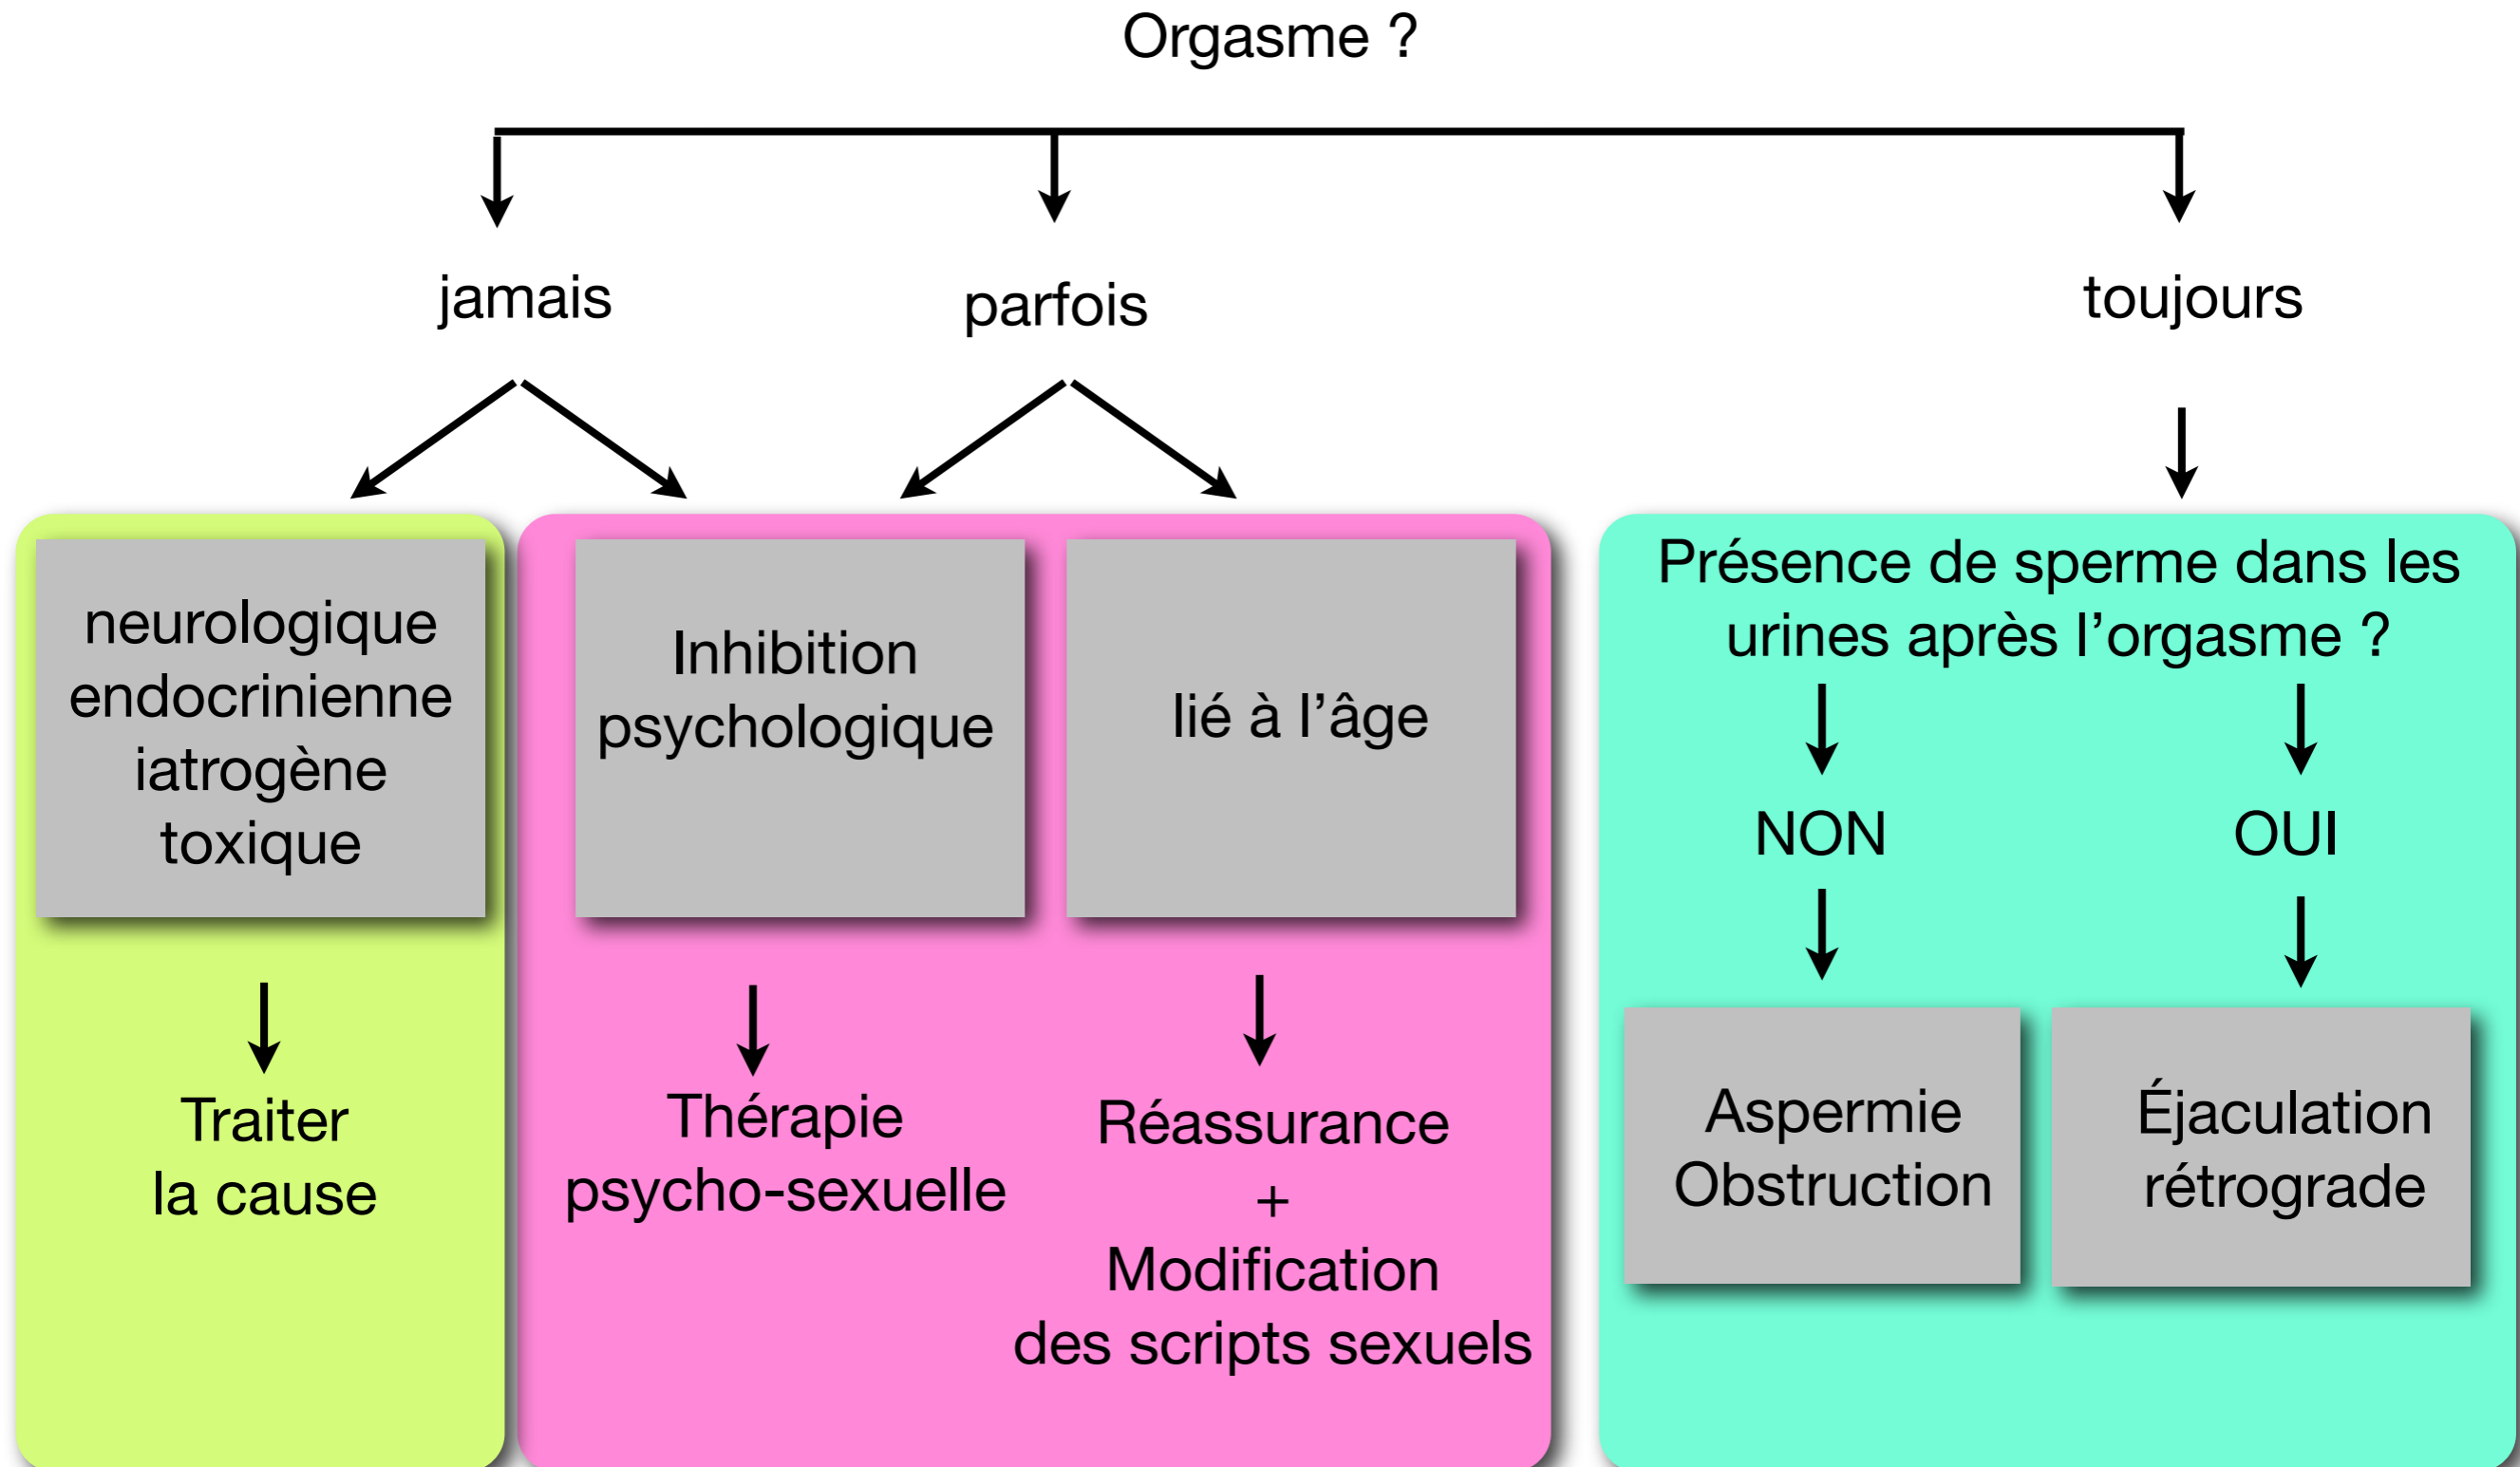 Orgasme ?
jamais
parfois
toujours
neurologique
endocrinienne
iatrogène
toxique
Traiter
la cause
Inhibition
psychologique
Thérapie
psycho-sexuelle
lié à l’âge
Réassurance
+
Modification
des scripts sexuels
Présence de sperme dans les
urines après l’orgasme ?
NON
OUI
Aspermie
Obstruction
Éjaculation
rétrograde